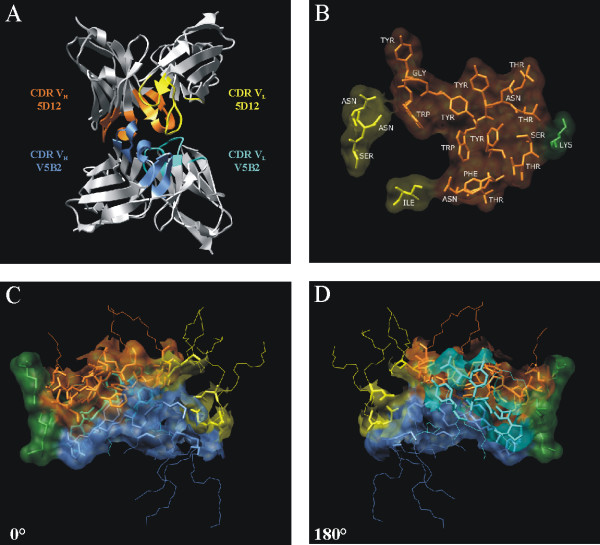 A
CDR VH
5D12
CDR VL
5D12
CDR VH
V5B2
CDR VL
V5B2
B
TYR
GLY
TYR
THR
ASN
ASN
ASN
TRP
TYR
THR
SER
TRP
TYR
SER
LYS
THR
PHE
ILE
ASN
THR
C
0°
D
180°